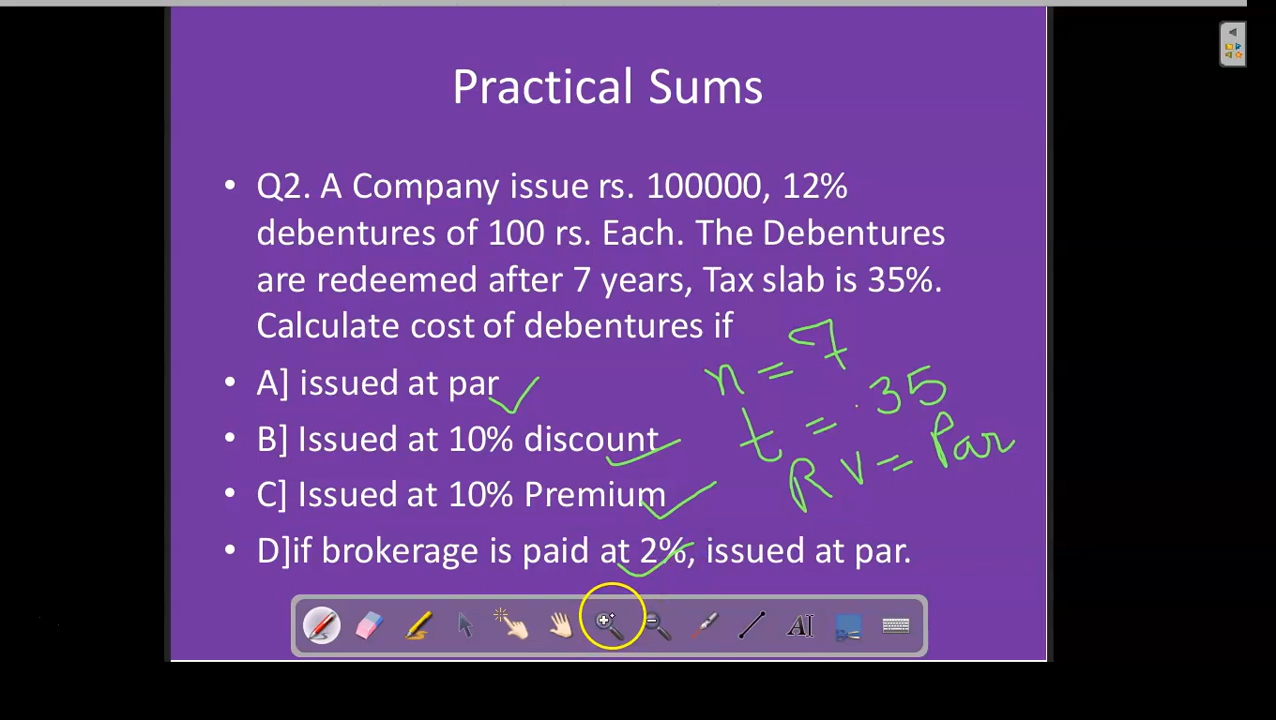 Practical Sums
• Q2. A Company issue rs. 100000, 12%
debentures of 100 rs. Each. The Debentures
are redeemed after 7 years, Tax slab is 35%.
Calculate cost of debentures if
• A] issued at par
• B] Issued at 10% discount
• C] Issued at 10% Premium
• D]if brokerage is paid at 2%, issued at par.
n = 7
t = .35
RV = Par
AI